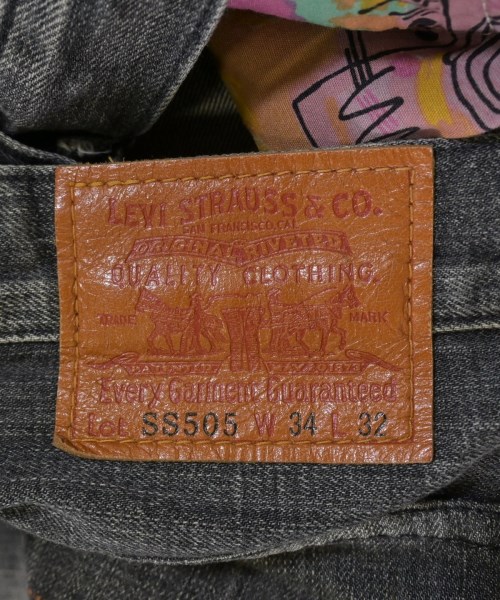 LEVI STRAUSS & CO.
SAN FRANCISCO, CAL.
ORIGINAL RIVETED
QUALITY CLOTHING.
TRADE MARK
Every Garment Guaranteed
Lot SS505 W 34 L 32